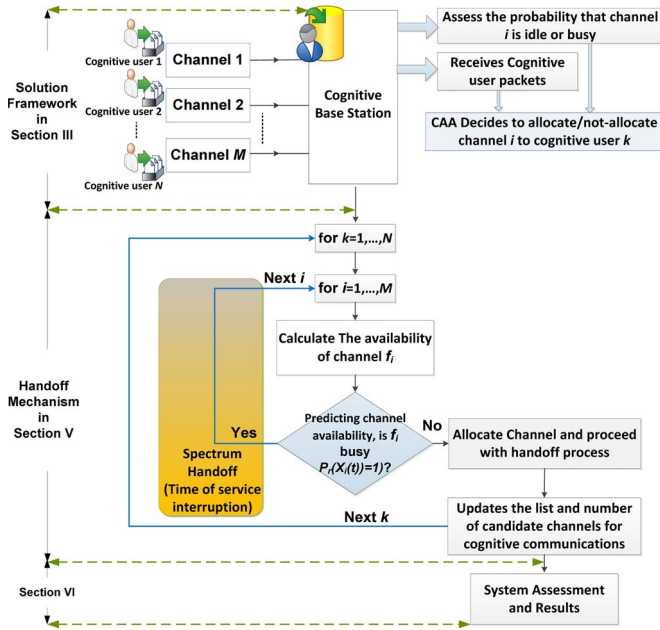 Solution
Framework
in
Section III
Cognitive user 1
Channel 1
Cognitive user 2
Channel 2
Cognitive user N
Channel M
Cognitive
Base Station
Assess the probability that channel
i is idle or busy
Receives Cognitive
user packets
CAA Decides to allocate/not-allocate
channel i to cognitive user k
Handoff
Mechanism
in
Section V
for k=1,...,N
Next i
for i=1,...,M
Calculate The availability
of channel fi
Predicting channel
availability, is fi
busy
Pr(Xi(t))=1)?
Yes
No
Spectrum
Handoff
(Time of service
interruption)
Allocate Channel and proceed
with handoff process
Next k
Updates the list and number
of candidate channels for
cognitive communications
Section VI
System Assessment
and Results